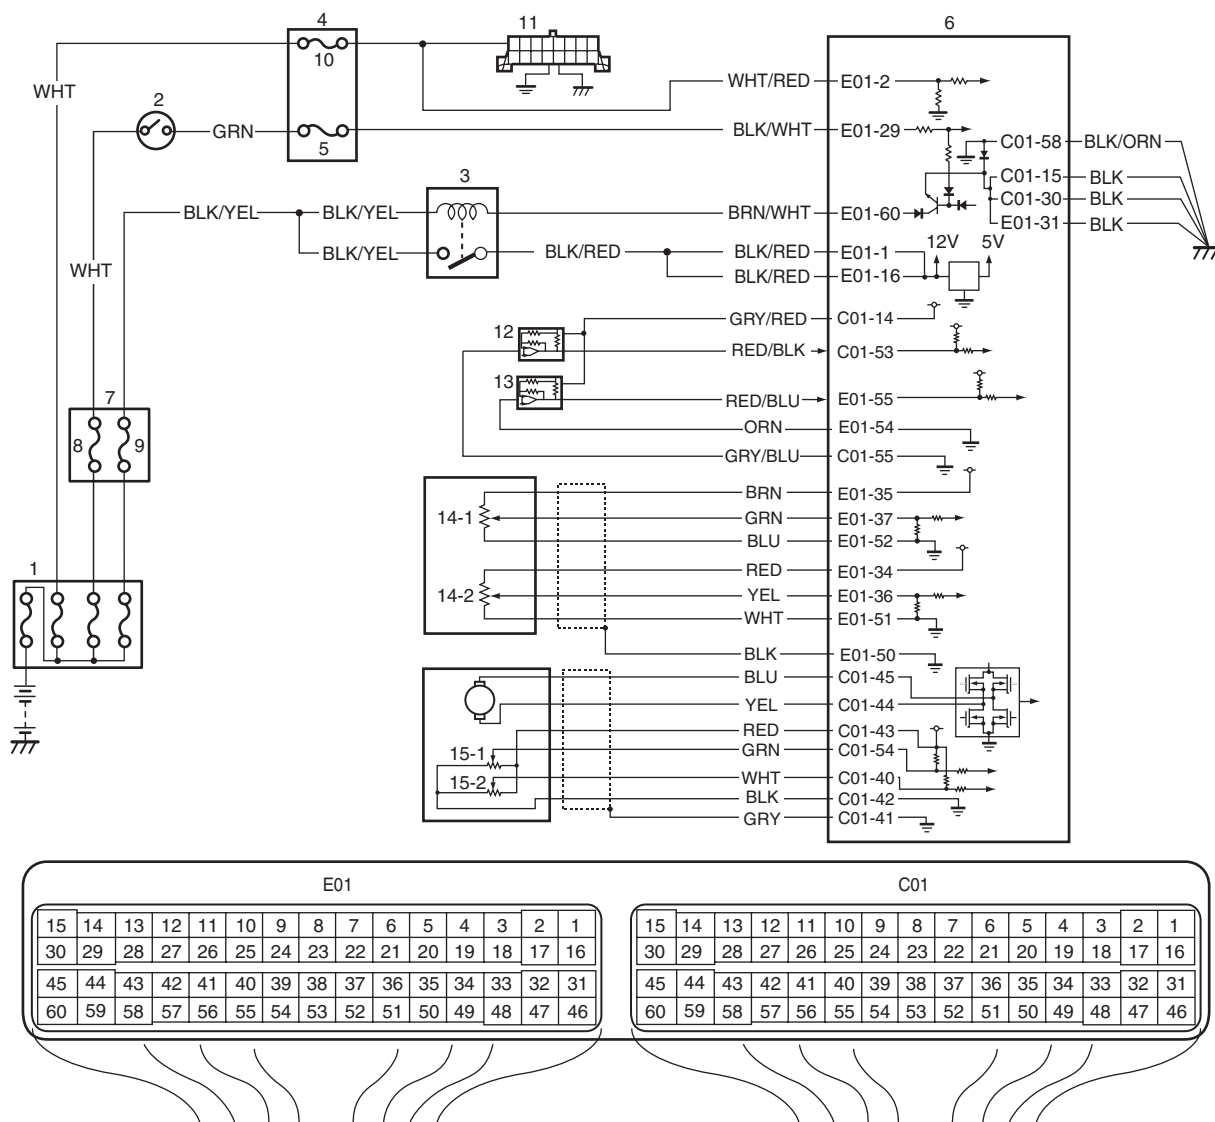 4
11
6
10
WHT
2
GRN
5
WHT/RED
E01-2
BLK/WHT
E01-29
C01-58
BLK/ORN
3
C01-15
BLK
C01-30
BLK
E01-31
BLK
BLK/YEL
BLK/YEL
BRN/WHT
E01-60
BLK/YEL
BLK/RED
BLK/RED
E01-1
12V
5V
WHT
BLK/RED
E01-16
GRY/RED
C01-14
12
RED/BLK
C01-53
13
RED/BLU
E01-55
7
ORN
E01-54
8
9
GRY/BLU
C01-55
BRN
E01-35
14-1
GRN
E01-37
BLU
E01-52
RED
E01-34
1
14-2
YEL
E01-36
WHT
E01-51
BLK
E01-50
BLU
C01-45
YEL
C01-44
RED
C01-43
15-1
GRN
C01-54
15-2
WHT
C01-40
BLK
C01-42
GRY
C01-41
E01
C01
15 14 13 12 11 10 9 8 7 6 5 4 3 2 1
30 29 28 27 26 25 24 23 22 21 20 19 18 17 16
45 44 43 42 41 40 39 38 37 36 35 34 33 32 31
60 59 58 57 56 55 54 53 52 51 50 49 48 47 46
15 14 13 12 11 10 9 8 7 6 5 4 3 2 1
30 29 28 27 26 25 24 23 22 21 20 19 18 17 16
45 44 43 42 41 40 39 38 37 36 35 34 33 32 31
60 59 58 57 56 55 54 53 52 51 50 49 48 47 46